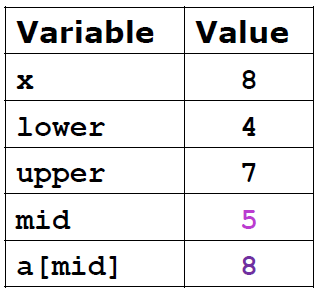 Variable Value
x 8
lower 4
upper 7
mid 5
a[mid] 8